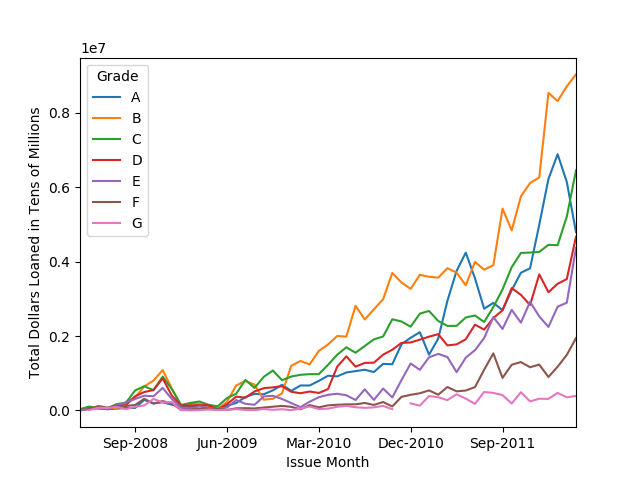 1e7
Grade
A
B
C
D
E
F
G
0.8
0.6
0.4
0.2
0.0
Total Dollars Loaned in Tens of Millions
Sep-2008 Jun-2009 Mar-2010 Dec-2010 Sep-2011
Issue Month